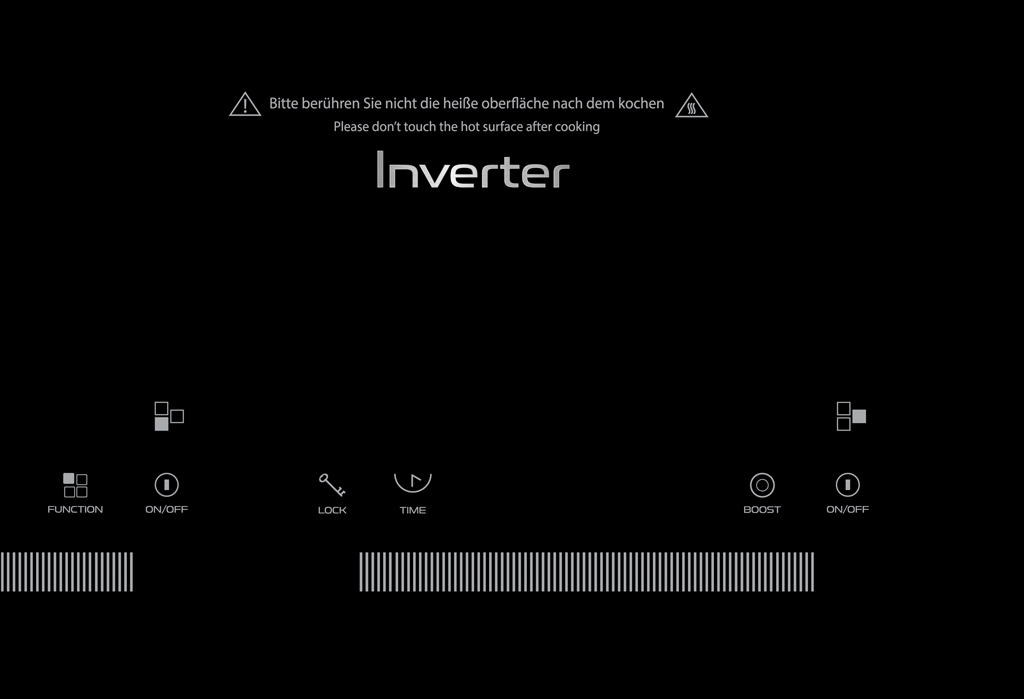 Bitte berühren Sie nicht die heiße oberfläche nach dem kochen
Please don't touch the hot surface after cooking
Inverter
FUNCTION ON/OFF LOCK TIME BOOST ON/OFF